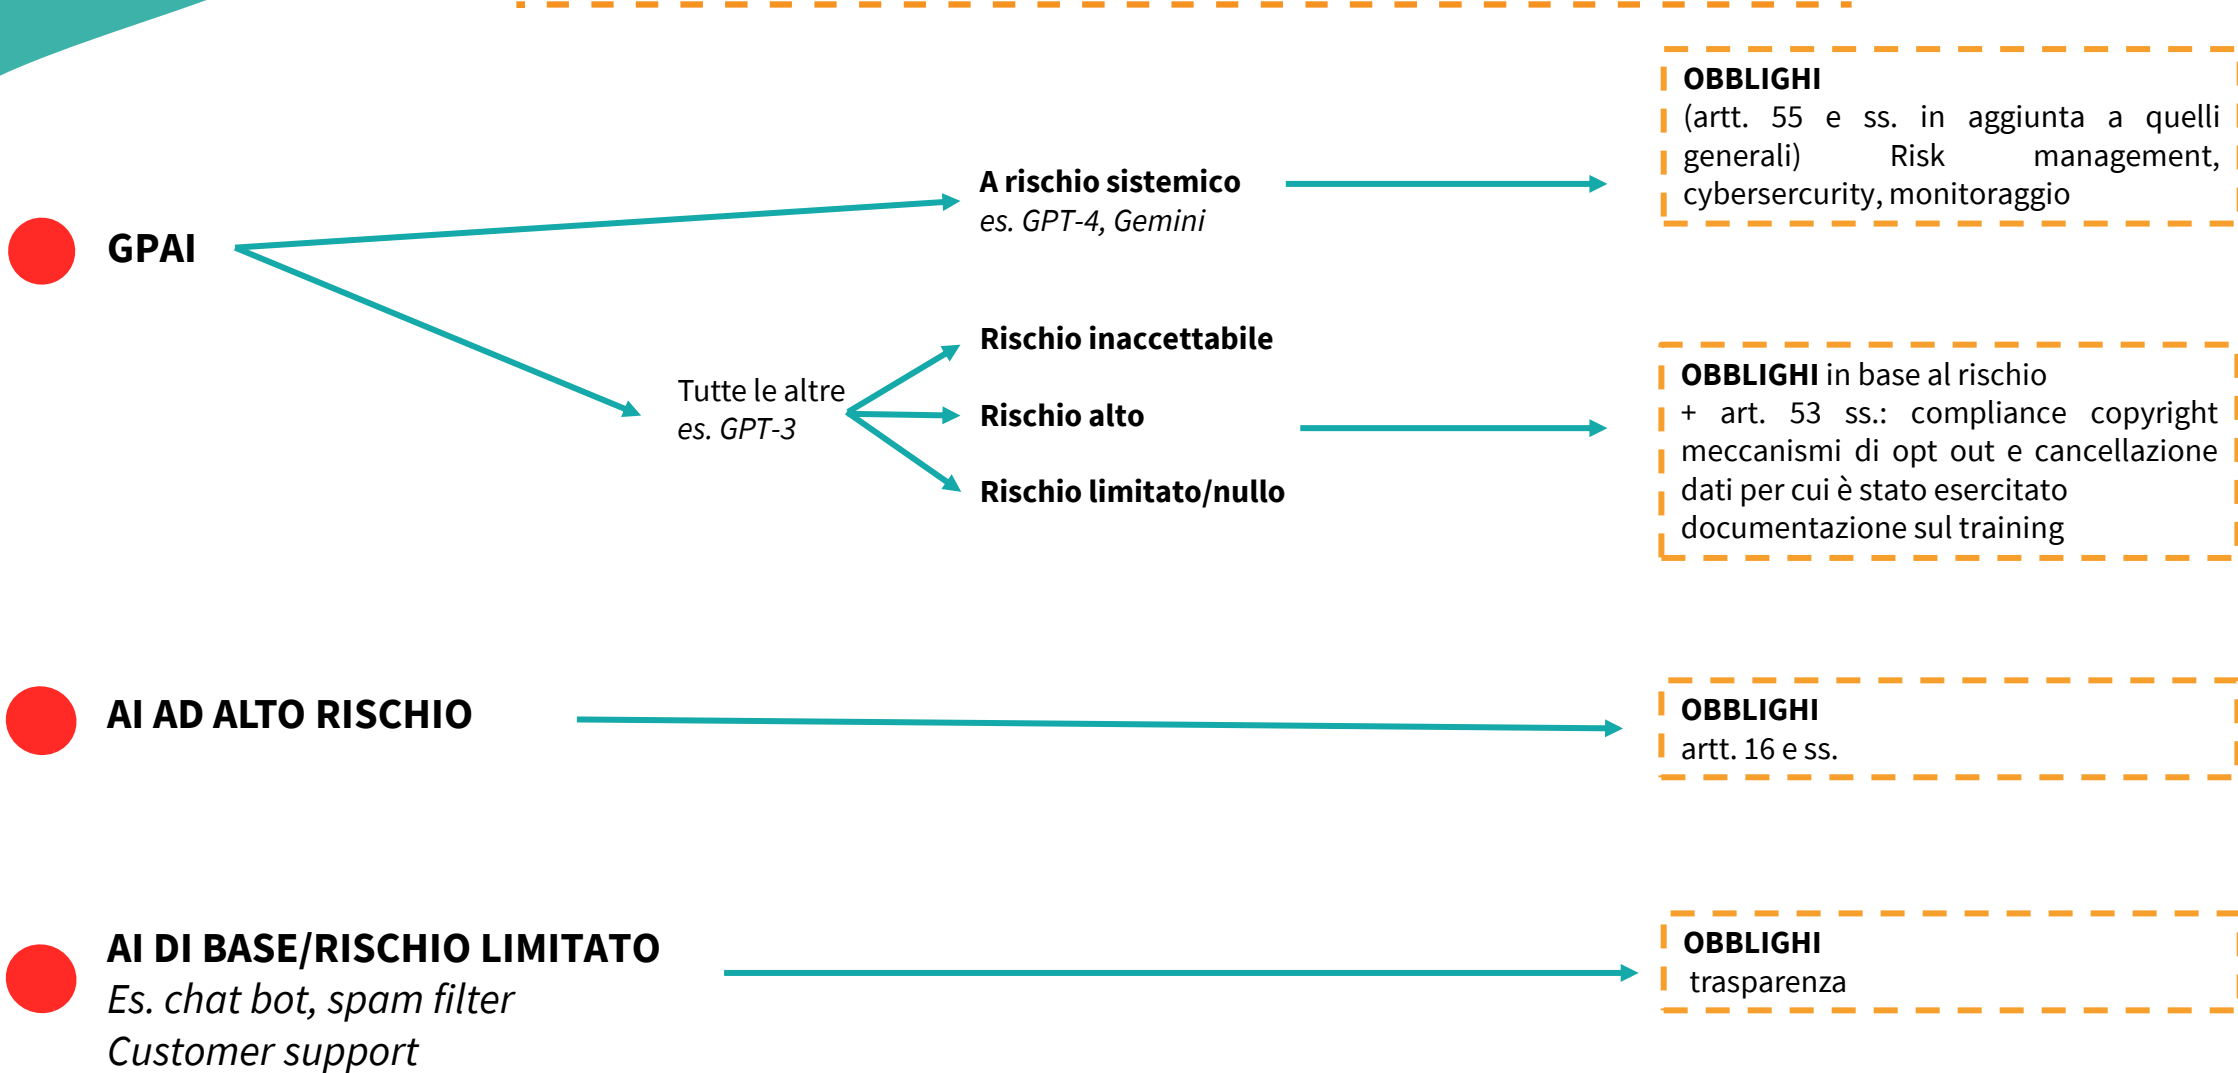 GPAI
A rischio sistemico
es. GPT-4, Gemini
OBBLIGHI
(artt. 55 e ss. in aggiunta a quelli
generali) Risk management,
cybersercurity, monitoraggio
Tutte le altre
es. GPT-3
Rischio inaccettabile
Rischio alto
Rischio limitato/nullo
OBBLIGHI in base al rischio
+ art. 53 ss.: compliance copyright
meccanismi di opt out e cancellazione
dati per cui è stato esercitato
documentazione sul training
AI AD ALTO RISCHIO
OBBLIGHI
artt. 16 e ss.
AI DI BASE/RISCHIO LIMITATO
Es. chat bot, spam filter
Customer support
OBBLIGHI
trasparenza